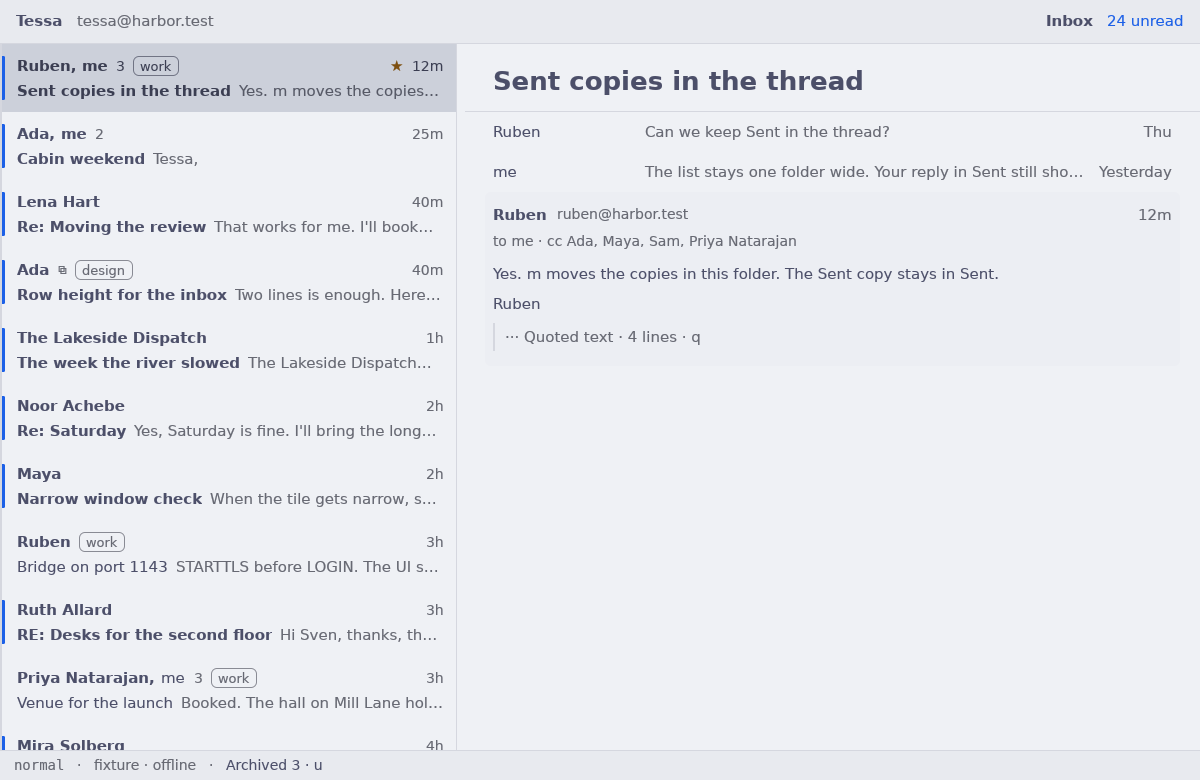 Tessa tessa@harbor.test Inbox 24 unread
Ruben, me 3 work ★ 12m
Sent copies in the thread Yes. m moves the copies…
Ada, me 2 25m
Cabin weekend Tessa,
Lena Hart 40m
Re: Moving the review That works for me. I'll book…
Ada ⧉ design 40m
Row height for the inbox Two lines is enough. Here…
The Lakeside Dispatch 1h
The week the river slowed The Lakeside Dispatch…
Noor Achebe 2h
Re: Saturday Yes, Saturday is fine. I'll bring the long…
Maya 2h
Narrow window check When the tile gets narrow, s…
Ruben work 3h
Bridge on port 1143 STARTTLS before LOGIN. The UI s…
Ruth Allard 3h
RE: Desks for the second floor Hi Sven, thanks, th…
Priya Natarajan, me 3 work 3h
Venue for the launch Booked. The hall on Mill Lane hol…
Mira Solberg 4h
Sent copies in the thread
Ruben Can we keep Sent in the thread? Thu
me The list stays one folder wide. Your reply in Sent still sho… Yesterday
Ruben ruben@harbor.test 12m
to me · cc Ada, Maya, Sam, Priya Natarajan
Yes. m moves the copies in this folder. The Sent copy stays in Sent.
Ruben
··· Quoted text · 4 lines · q
normal · fixture · offline · Archived 3 · u